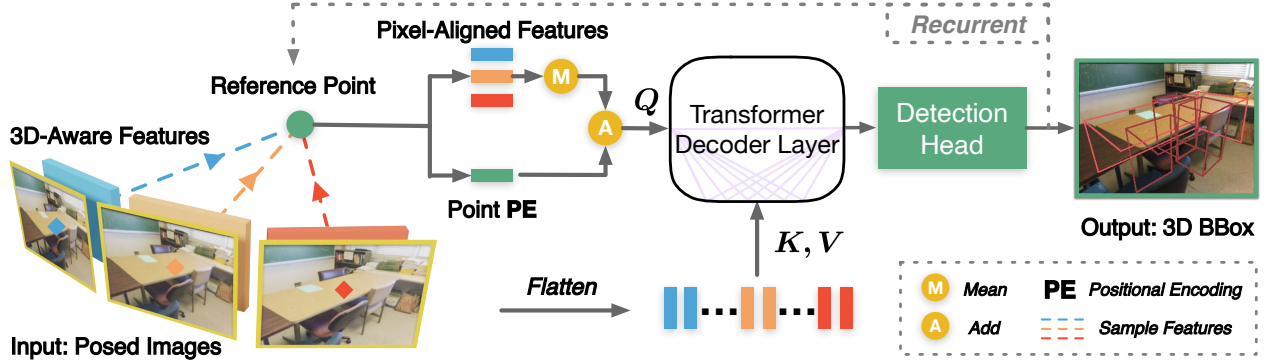 Recurrent
Pixel-Aligned Features
Reference Point
M
3D-Aware Features
A
Q
Transformer
Decoder Layer
Detection
Head
Point PE
K, V
Output: 3D BBox
Flatten
Input: Posed Images
M Mean PE Positional Encoding
A Add Sample Features